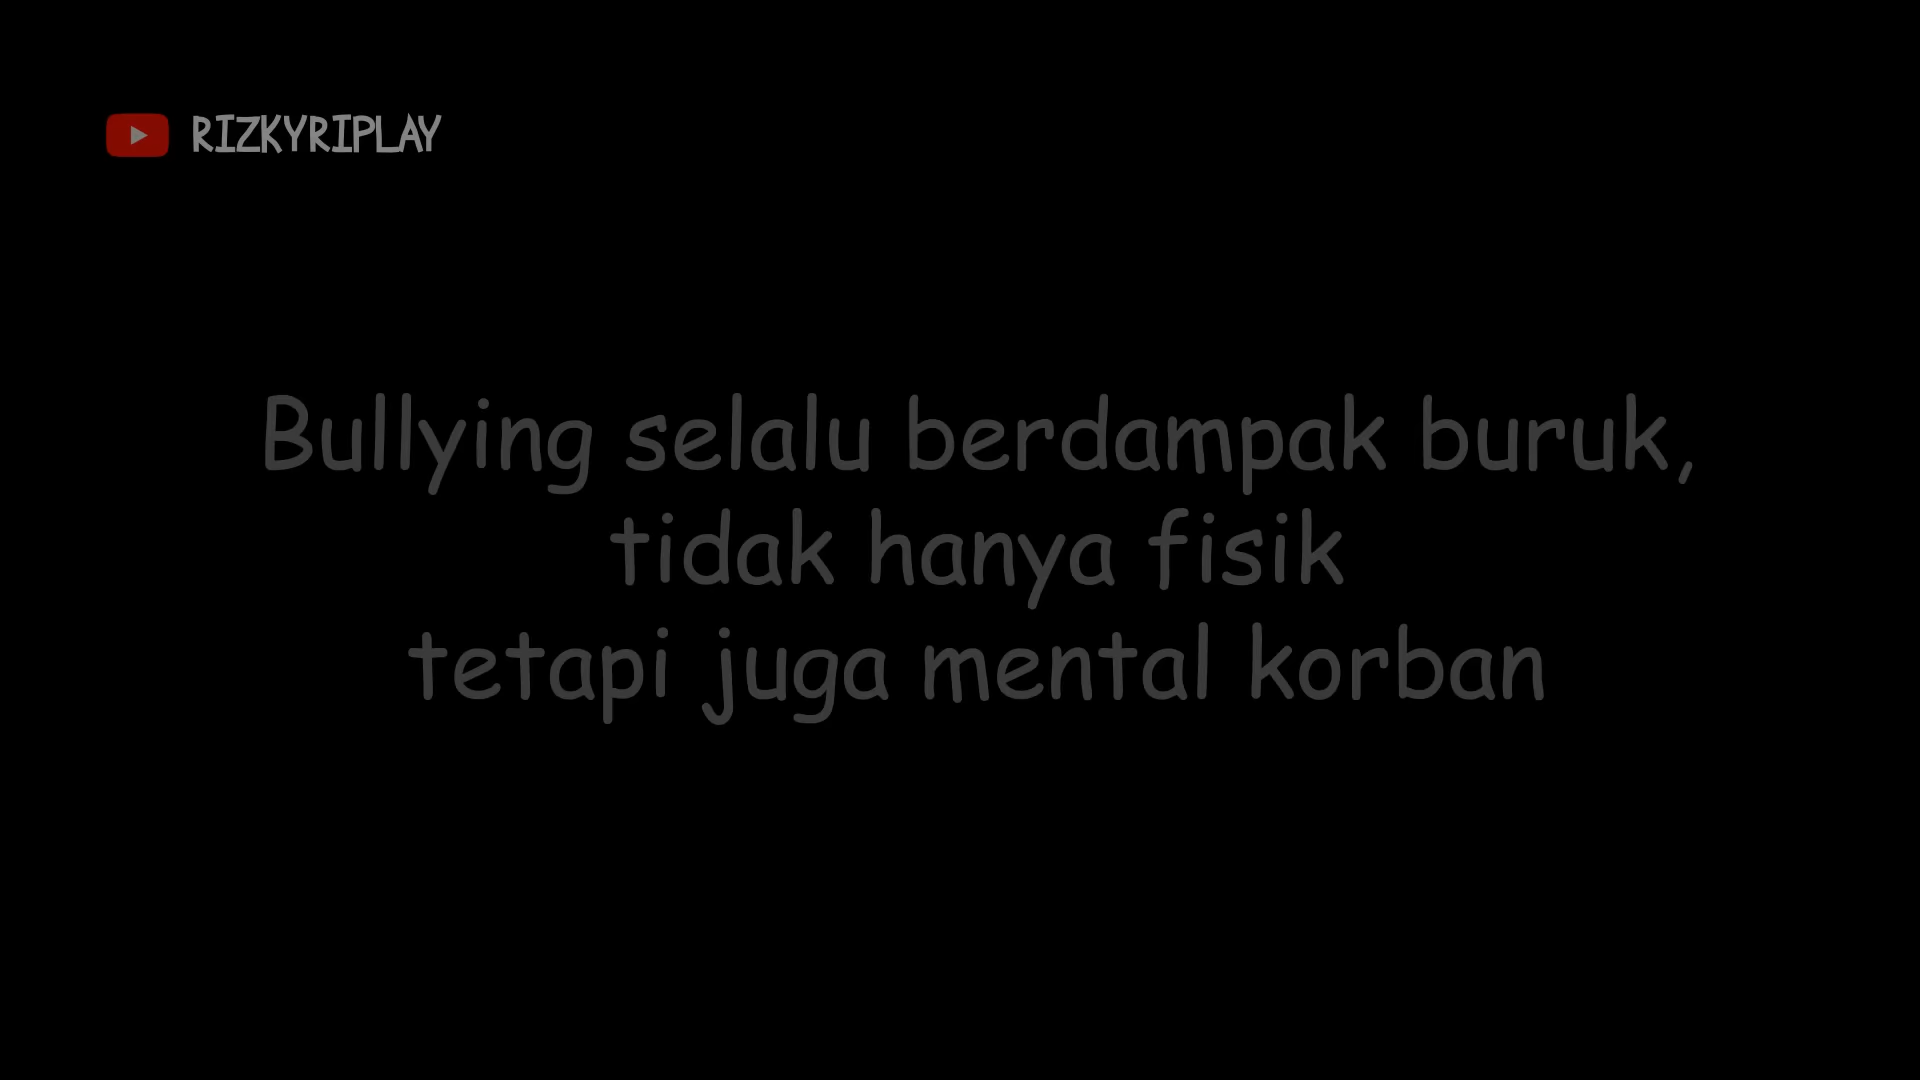 RIZKYRIPLAY
Bullying selalu berdampak buruk,
tidak hanya fisik
tetapi juga mental korban